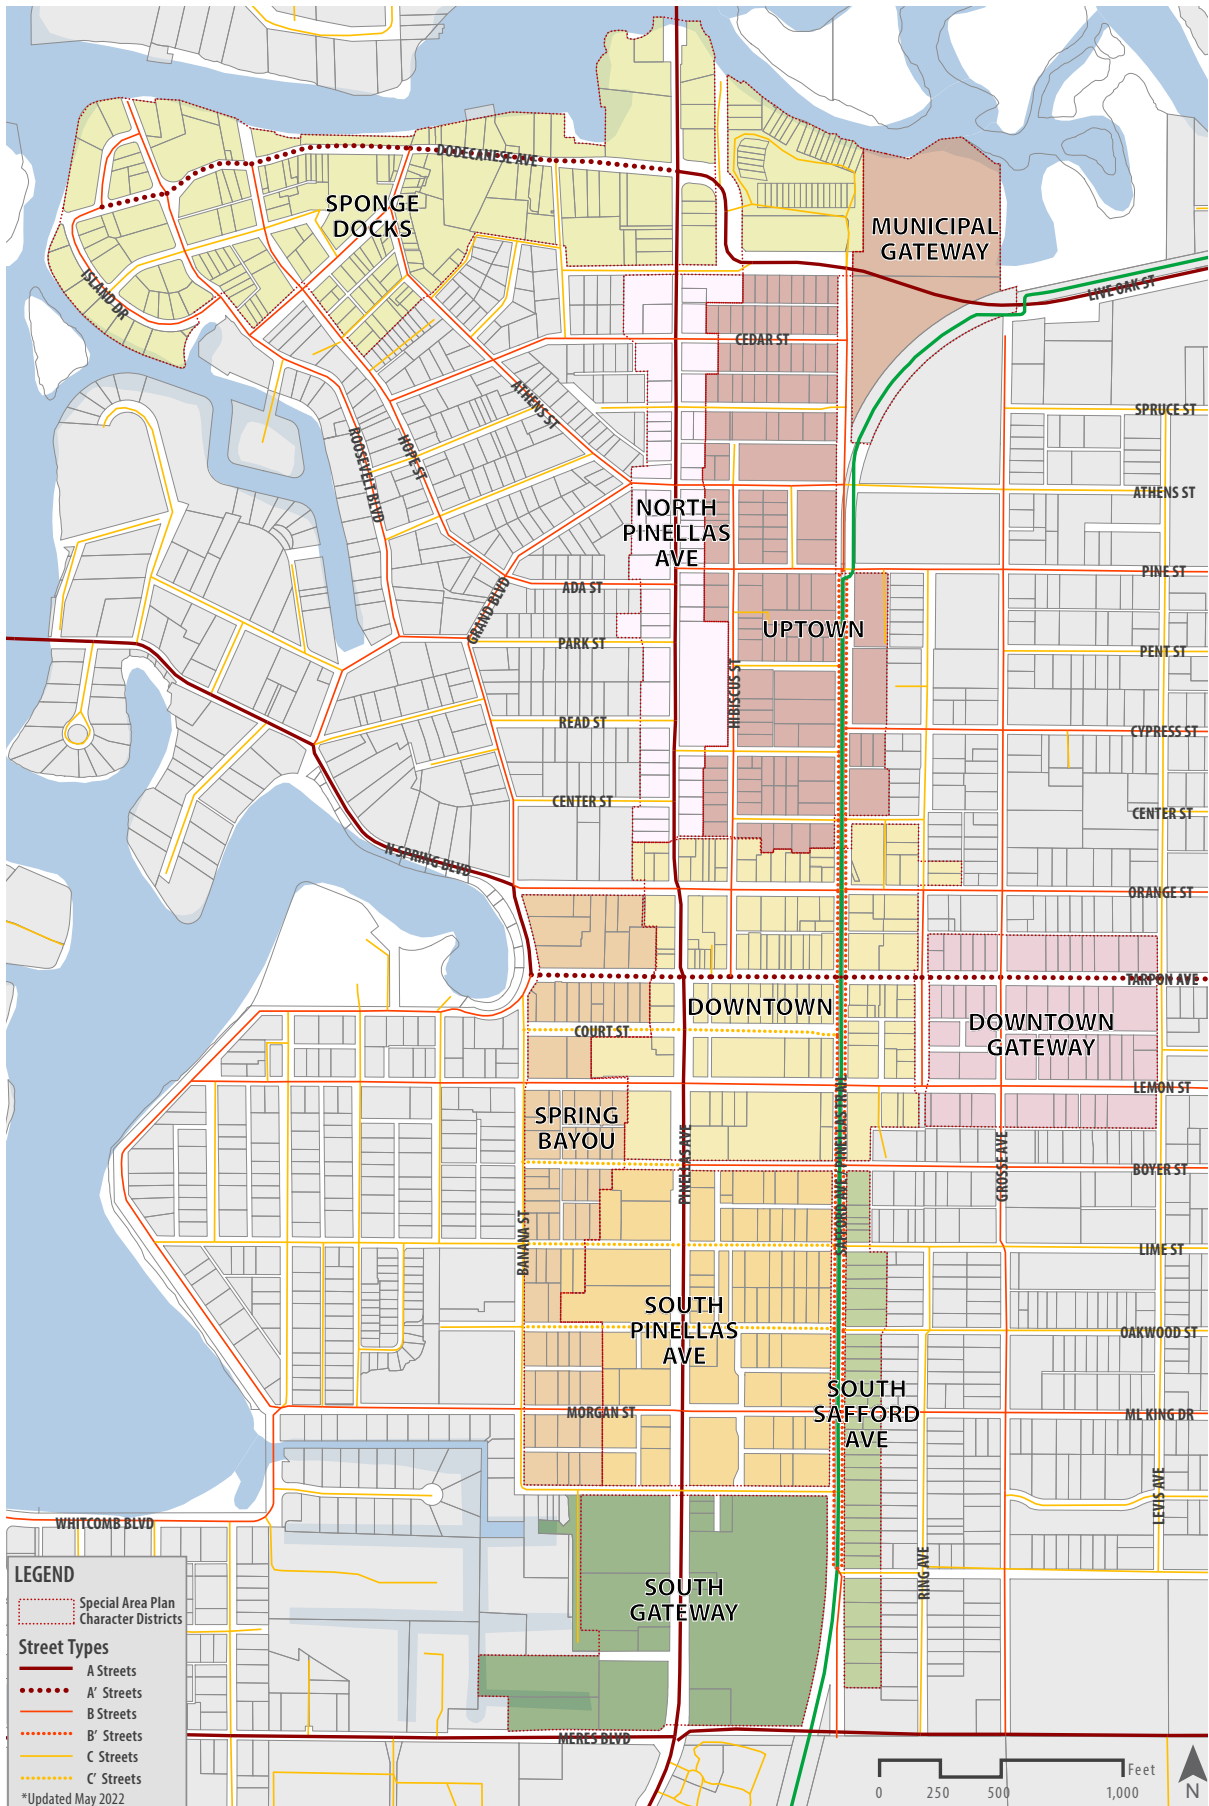 DODECANESE AVE
SPONGE
DOCKS
MUNICIPAL
GATEWAY
ISLAND DR
LIVE OAK ST
CEDAR ST
ATHENS ST
SPRUCE ST
ROOSEVELT BLVD
HOPE ST
ATHENS ST
NORTH
PINELLAS
AVE
PINE ST
ADA ST
GRAND BLVD
UPTOWN
PARK ST
PENT ST
HIBISCUS ST
READ ST
CYPRESS ST
CENTER ST
CENTER ST
N SPRING BLVD
ORANGE ST
TARPON AVE
DOWNTOWN
COURT ST
DOWNTOWN
GATEWAY
LEMON ST
SPRING
BAYOU
PINELLAS AVE
SAFFORD AVE / PINELLAS TRAIL
GROSSE AVE
BOYER ST
BANANA ST
LIME ST
SOUTH
PINELLAS
AVE
OAKWOOD ST
SOUTH
SAFFORD
AVE
MORGAN ST
ML KING DR
LEVIS AVE
WHITCOMB BLVD
RING AVE
SOUTH
GATEWAY
MERES BLVD
LEGEND
Special Area Plan
Character Districts
Street Types
A Streets
A' Streets
B Streets
B' Streets
C Streets
C' Streets
*Updated May 2022
Feet
0 250 500 1,000
N